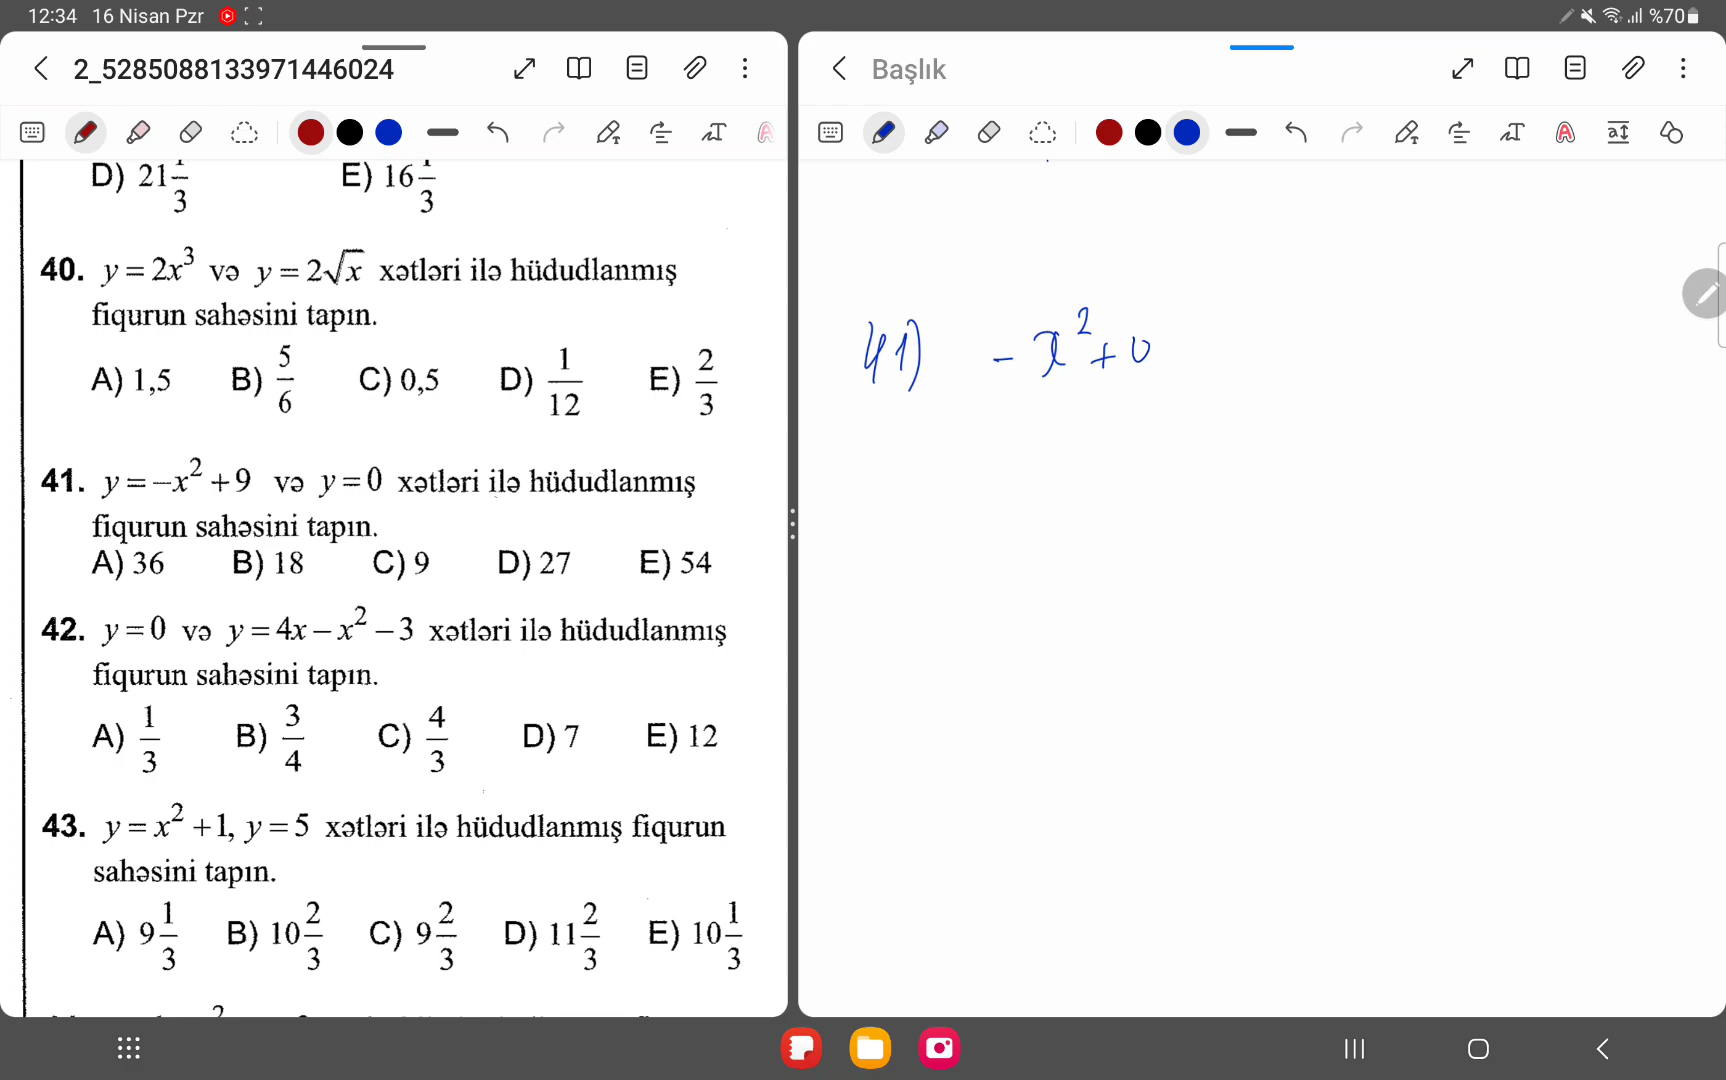 12:34 16 Nisan Pzr %70
2_5285088133971446024
D) 21 1/3 E) 16 1/3
40. y = 2x³ və y = 2√x xətləri ilə hüdudlanmış
fiqurun sahəsini tapın.
A) 1,5 B) 5/6 C) 0,5 D) 1/12 E) 2/3
41. y = –x² + 9 və y = 0 xətləri ilə hüdudlanmış
fiqurun sahəsini tapın.
A) 36 B) 18 C) 9 D) 27 E) 54
42. y = 0 və y = 4x – x² – 3 xətləri ilə hüdudlanmış
fiqurun sahəsini tapın.
A) 1/3 B) 3/4 C) 4/3 D) 7 E) 12
43. y = x² + 1, y = 5 xətləri ilə hüdudlanmış fiqurun
sahəsini tapın.
A) 9 1/3 B) 10 2/3 C) 9 2/3 D) 11 2/3 E) 10 1/3
Başlık
41) – x² + 0